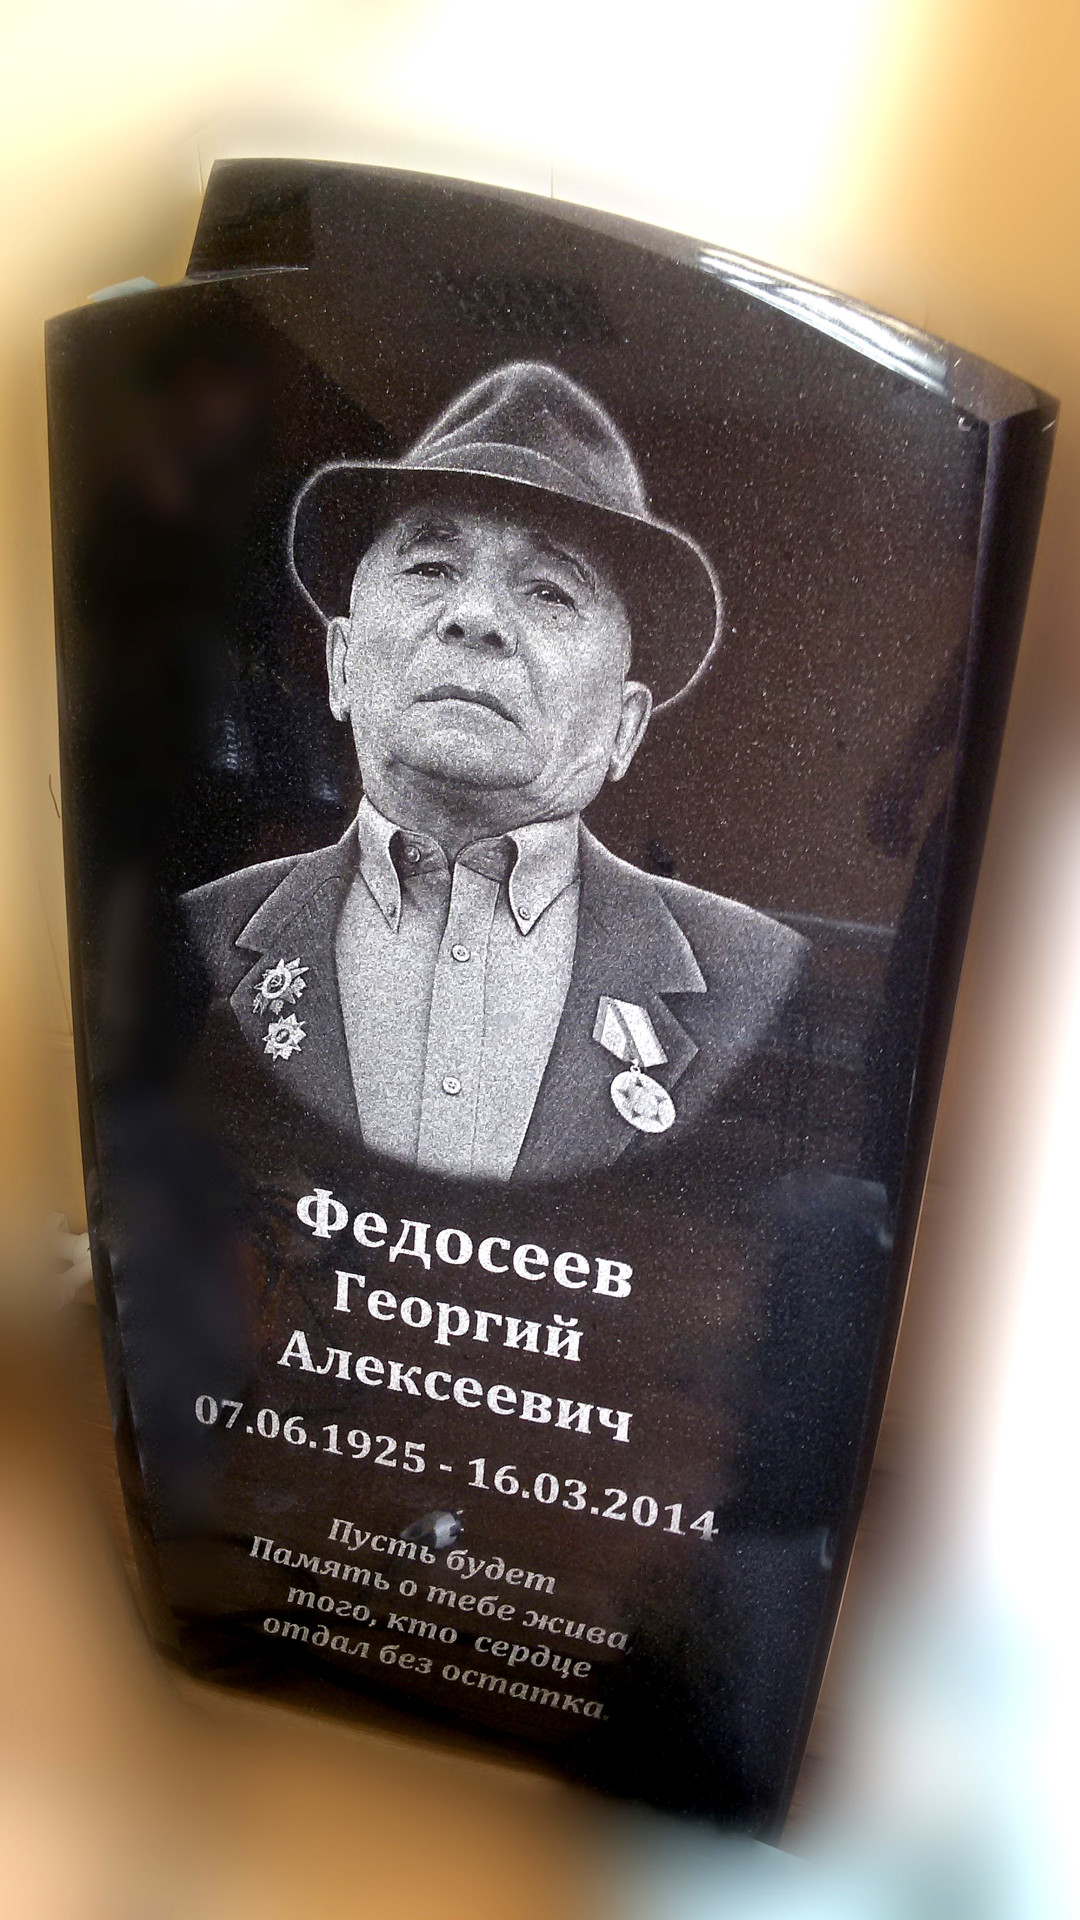 Федосеев
Георгий
Алексеевич
07.06.1925 - 16.03.2014
Пусть будет
Память о тебе жива,
того, кто сердце
отдал без остатка.